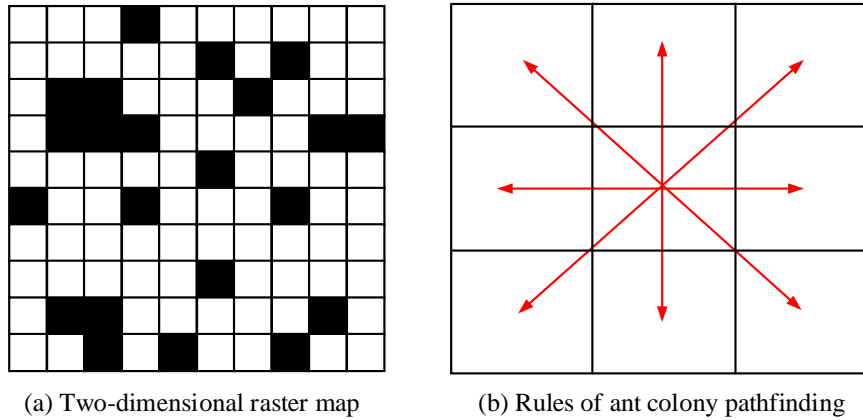 (a) Two-dimensional raster map
(b) Rules of ant colony pathfinding